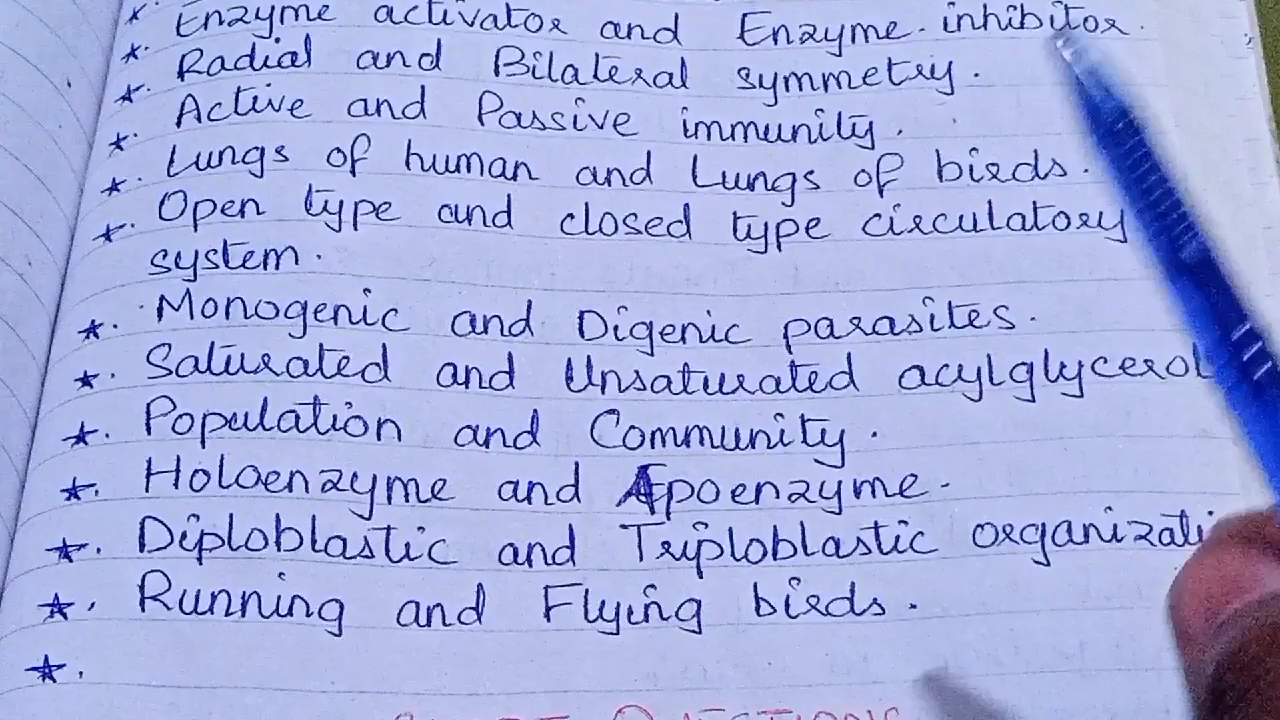 * Enzyme activator and Enzyme inhibitor.
* Radial and Bilateral symmetry.
* Active and Passive immunity.
* Lungs of human and Lungs of birds.
* Open type and closed type circulatory
system.
* Monogenic and Digenic parasites.
* Saturated and Unsaturated acylglycerol
* Population and Community.
* Holoenzyme and Apoenzyme.
* Diploblastic and Triploblastic organizati
* Running and Flying birds.
*.
QUESTIONS